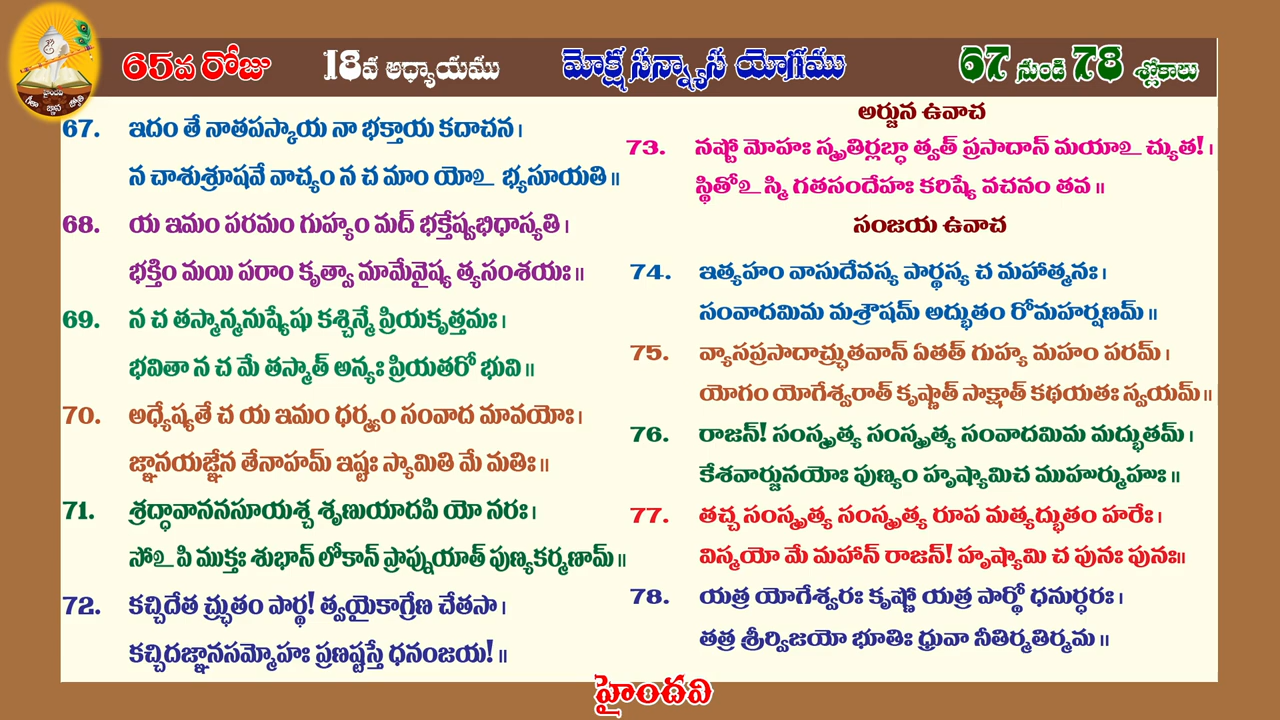 65వ రోజు 18వ అధ్యాయము మోక్షసన్న్యాస యోగము 67 నుండి 78 శ్లోకాలు
హైందవి
గీతా జ్ఞాన జ్యోతి
67. ఇదం తే నాతపస్కాయ నా భక్తాయ కదాచన ।
న చాశుశ్రూషవే వాచ్యం న చ మాం యోఽ భ్యసూయతి ॥
68. య ఇమం పరమం గుహ్యం మద్ భక్తేష్వభిధాస్యతి ।
భక్తిం మయి పరాం కృత్వా మామేవైష్య త్యసంశయః ॥
69. న చ తస్మాన్మనుష్యేషు కశ్చిన్మే ప్రియకృత్తమః ।
భవితా న చ మే తస్మాత్ అన్యః ప్రియతరో భువి ॥
70. అధ్యేష్యతే చ య ఇమం ధర్మ్యం సంవాద మావయోః ।
జ్ఞానయజ్ఞేన తేనాహమ్ ఇష్టః స్యామితి మే మతిః ॥
71. శ్రద్ధావాననసూయశ్చ శృణుయాదపి యో నరః ।
సోఽ పి ముక్తః శుభాన్ లోకాన్ ప్రాప్నుయాత్ పుణ్యకర్మణామ్ ॥
72. కచ్చిదేత చ్ఛ్రుతం పార్థ! త్వయైకాగ్రేణ చేతసా ।
కచ్చిదజ్ఞానసమ్మోహః ప్రణష్టస్తే ధనంజయ! ॥
అర్జున ఉవాచ
73. నష్టో మోహః స్మృతిర్లబ్ధా త్వత్ ప్రసాదాన్ మయాఽ చ్యుత! ।
స్థితోఽ స్మి గతసందేహః కరిష్యే వచనం తవ ॥
సంజయ ఉవాచ
74. ఇత్యహం వాసుదేవస్య పార్థస్య చ మహాత్మనః ।
సంవాదమిమ మశ్రౌషమ్ అద్భుతం రోమహర్షణమ్ ॥
75. వ్యాసప్రసాదాచ్ఛ్రుతవాన్ ఏతత్ గుహ్య మహం పరమ్ ।
యోగం యోగేశ్వరాత్ కృష్ణాత్ సాక్షాత్ కథయతః స్వయమ్ ॥
76. రాజన్! సంస్మృత్య సంస్మృత్య సంవాదమిమ మద్భుతమ్ ।
కేశవార్జునయోః పుణ్యం హృష్యామిచ ముహుర్ముహుః ॥
77. తచ్చ సంస్మృత్య సంస్మృత్య రూప మత్యద్భుతం హరేః ।
విస్మయో మే మహాన్ రాజన్! హృష్యామి చ పునః పునః॥
78. యత్ర యోగేశ్వరః కృష్ణో యత్ర పార్థో ధనుర్ధరః ।
తత్ర శ్రీర్విజయో భూతిః ధ్రువా నీతిర్మతిర్మమ ॥
హైందవి